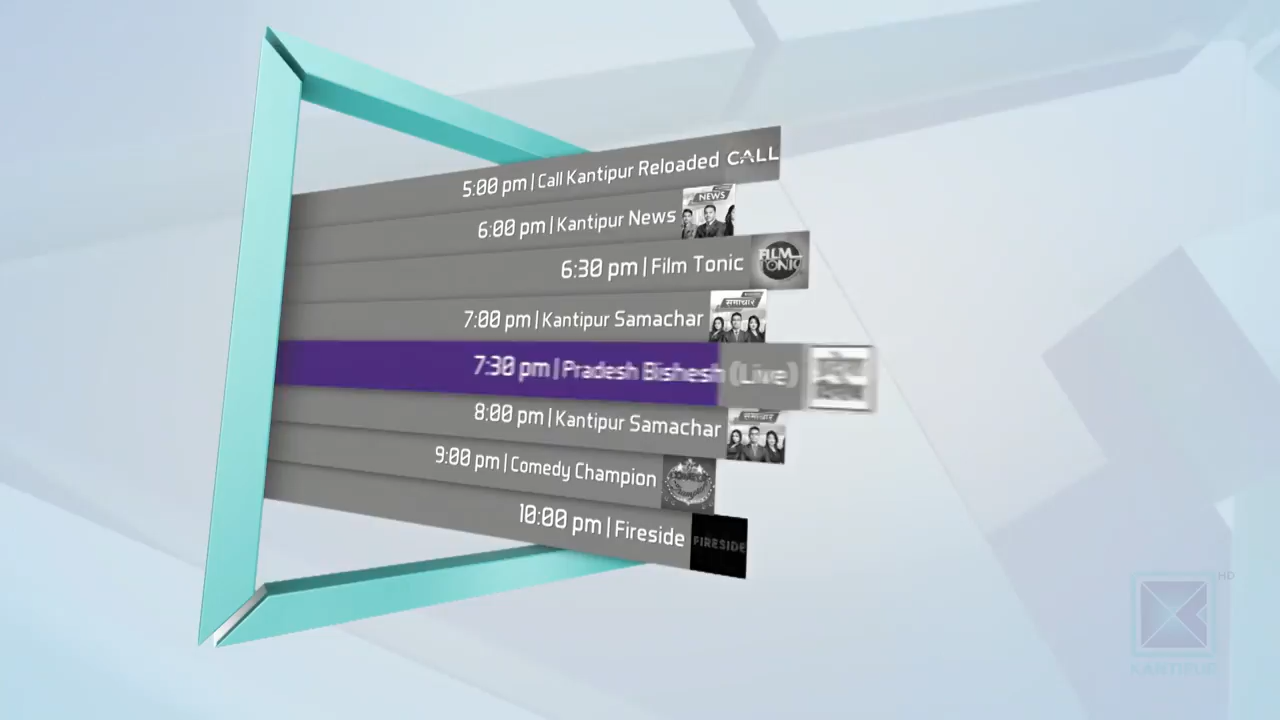 5:00 pm | Call Kantipur Reloaded CALL
6:00 pm | Kantipur News NEWS
6:30 pm | Film Tonic FILM TONIC
7:00 pm | Kantipur Samachar समाचार
7:30 pm | Pradesh Bishesh (Live)
8:00 pm | Kantipur Samachar समाचार
9:00 pm | Comedy Champion COMEDY
10:00 pm | Fireside FIRESIDE
HD
KANTIPUR